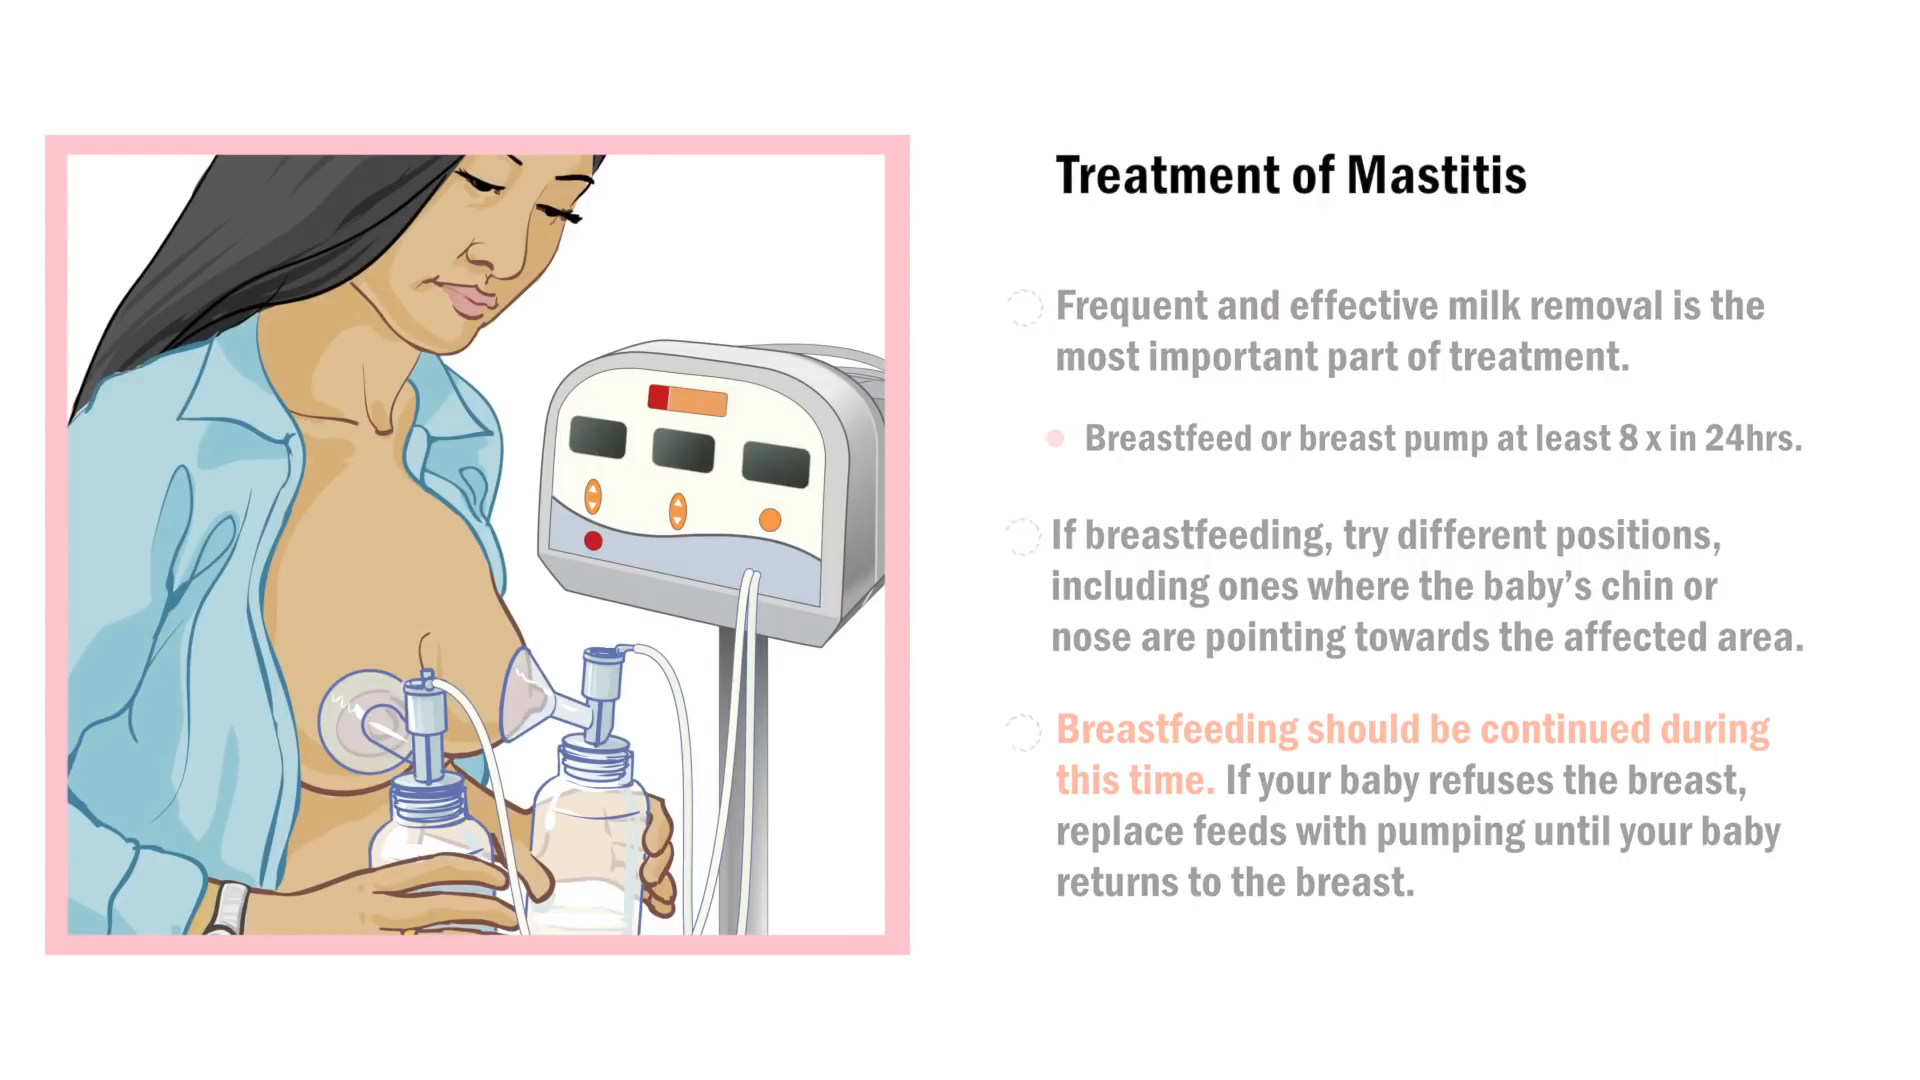 Treatment of Mastitis
Frequent and effective milk removal is the
most important part of treatment.
Breastfeed or breast pump at least 8 x in 24hrs.
If breastfeeding, try different positions,
including ones where the baby’s chin or
nose are pointing towards the affected area.
Breastfeeding should be continued during
this time. If your baby refuses the breast,
replace feeds with pumping until your baby
returns to the breast.